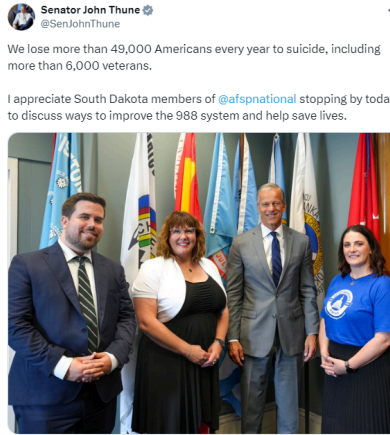 Senator John Thune
@SenJohnThune
We lose more than 49,000 Americans every year to suicide, including
more than 6,000 veterans.
I appreciate South Dakota members of @afspnational stopping by toda
to discuss ways to improve the 988 system and help save lives.